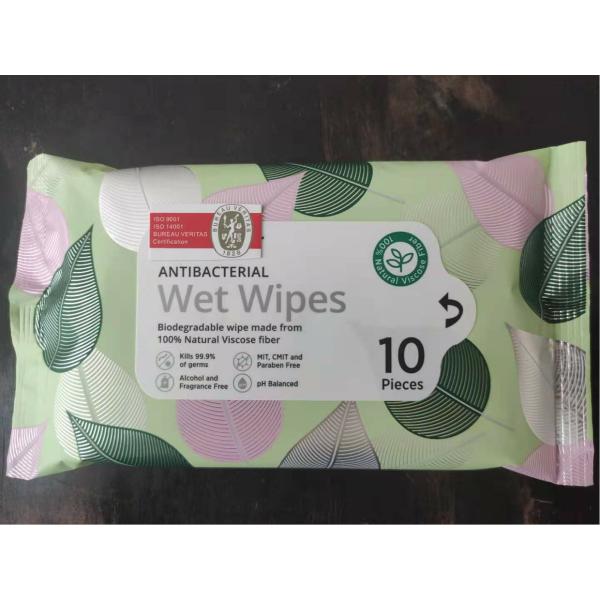 ISO 9001
ISO 14001
BUREAU VERITAS
Certification
BUREAU VERITAS
1828
100% Natural Viscose Fiber
ANTIBACTERIAL
Wet Wipes
Biodegradable wipe made from
100% Natural Viscose fiber
Kills 99.9%
of germs
MIT, CMIT and
Paraben Free
Alcohol and
Fragrance Free
pH Balanced
10
Pieces